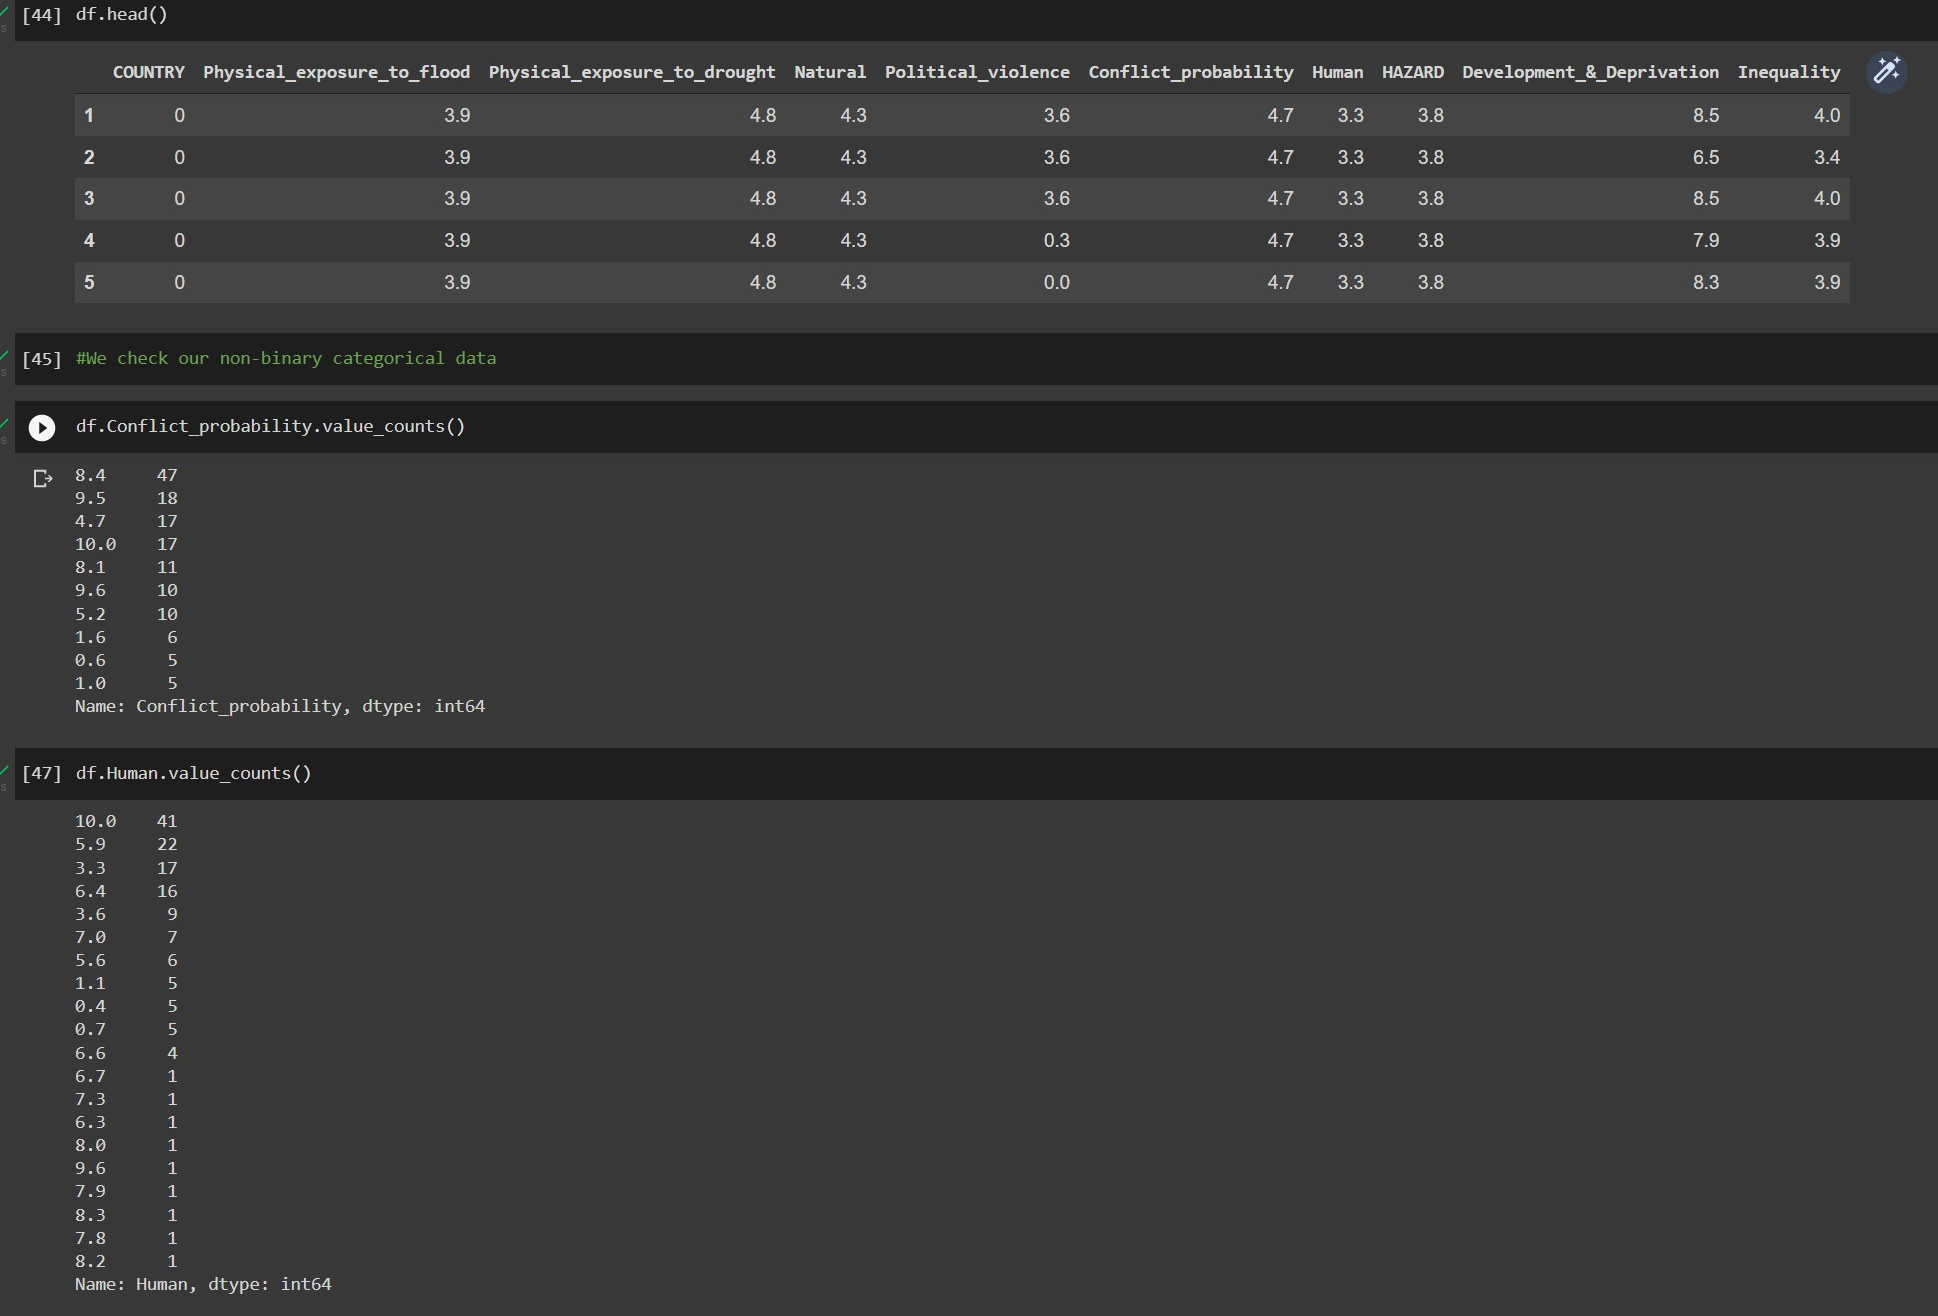 [44] df.head()
COUNTRY Physical_exposure_to_flood Physical_exposure_to_drought Natural Political_violence Conflict_probability Human HAZARD Development_&_Deprivation Inequality
1 0 3.9 4.8 4.3 3.6 4.7 3.3 3.8 8.5 4.0
2 0 3.9 4.8 4.3 3.6 4.7 3.3 3.8 6.5 3.4
3 0 3.9 4.8 4.3 3.6 4.7 3.3 3.8 8.5 4.0
4 0 3.9 4.8 4.3 0.3 4.7 3.3 3.8 7.9 3.9
5 0 3.9 4.8 4.3 0.0 4.7 3.3 3.8 8.3 3.9
[45] #We check our non-binary categorical data
df.Conflict_probability.value_counts()
8.4 47
9.5 18
4.7 17
10.0 17
8.1 11
9.6 10
5.2 10
1.6 6
0.6 5
1.0 5
Name: Conflict_probability, dtype: int64
[47] df.Human.value_counts()
10.0 41
5.9 22
3.3 17
6.4 16
3.6 9
7.0 7
5.6 6
1.1 5
0.4 5
0.7 5
6.6 4
6.7 1
7.3 1
6.3 1
8.0 1
9.6 1
7.9 1
8.3 1
7.8 1
8.2 1
Name: Human, dtype: int64